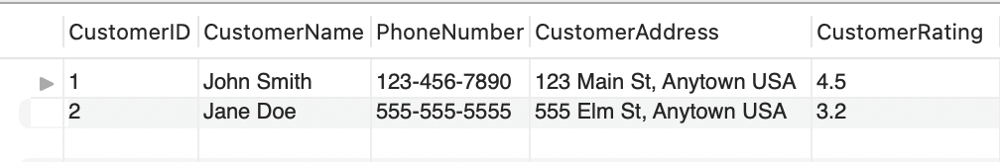 CustomerID CustomerName PhoneNumber CustomerAddress CustomerRating
1 John Smith 123-456-7890 123 Main St, Anytown USA 4.5
2 Jane Doe 555-555-5555 555 Elm St, Anytown USA 3.2